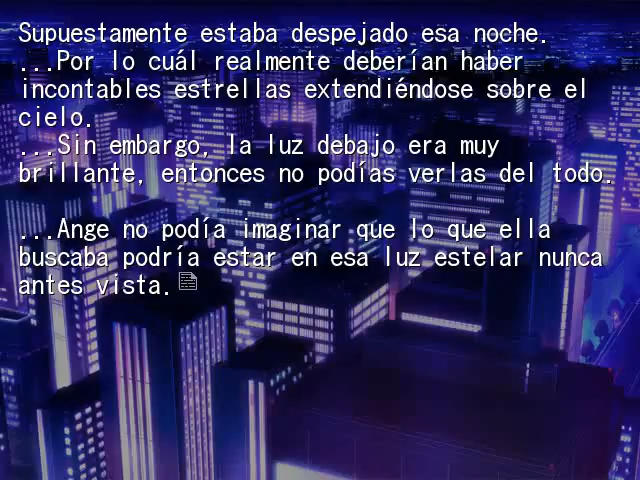 Supuestamente estaba despejado esa noche.
...Por lo cuál realmente deberían haber
incontables estrellas extendiéndose sobre el
cielo.
...Sin embargo, la luz debajo era muy
brillante, entonces no podías verlas del todo.
...Ange no podía imaginar que lo que ella
buscaba podría estar en esa luz estelar nunca
antes vista.